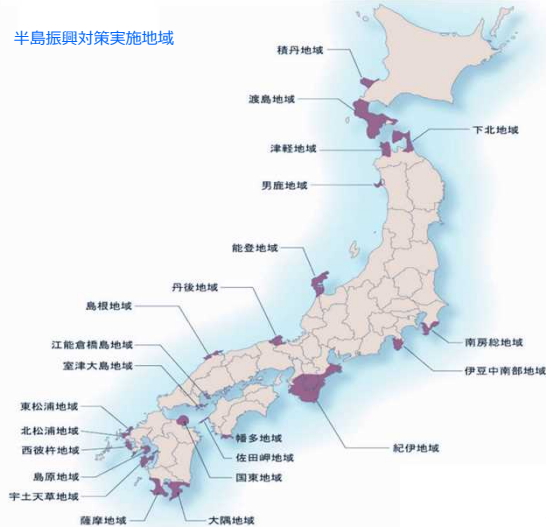 半島振興対策実施地域
積丹地域
渡島地域
下北地域
津軽地域
男鹿地域
能登地域
丹後地域
島根地域
南房総地域
江能倉橋島地域
伊豆中南部地域
室津大島地域
東松浦地域
北松浦地域
幡多地域
紀伊地域
西彼杵地域
佐田岬地域
島原地域
国東地域
宇土天草地域
薩摩地域
大隅地域